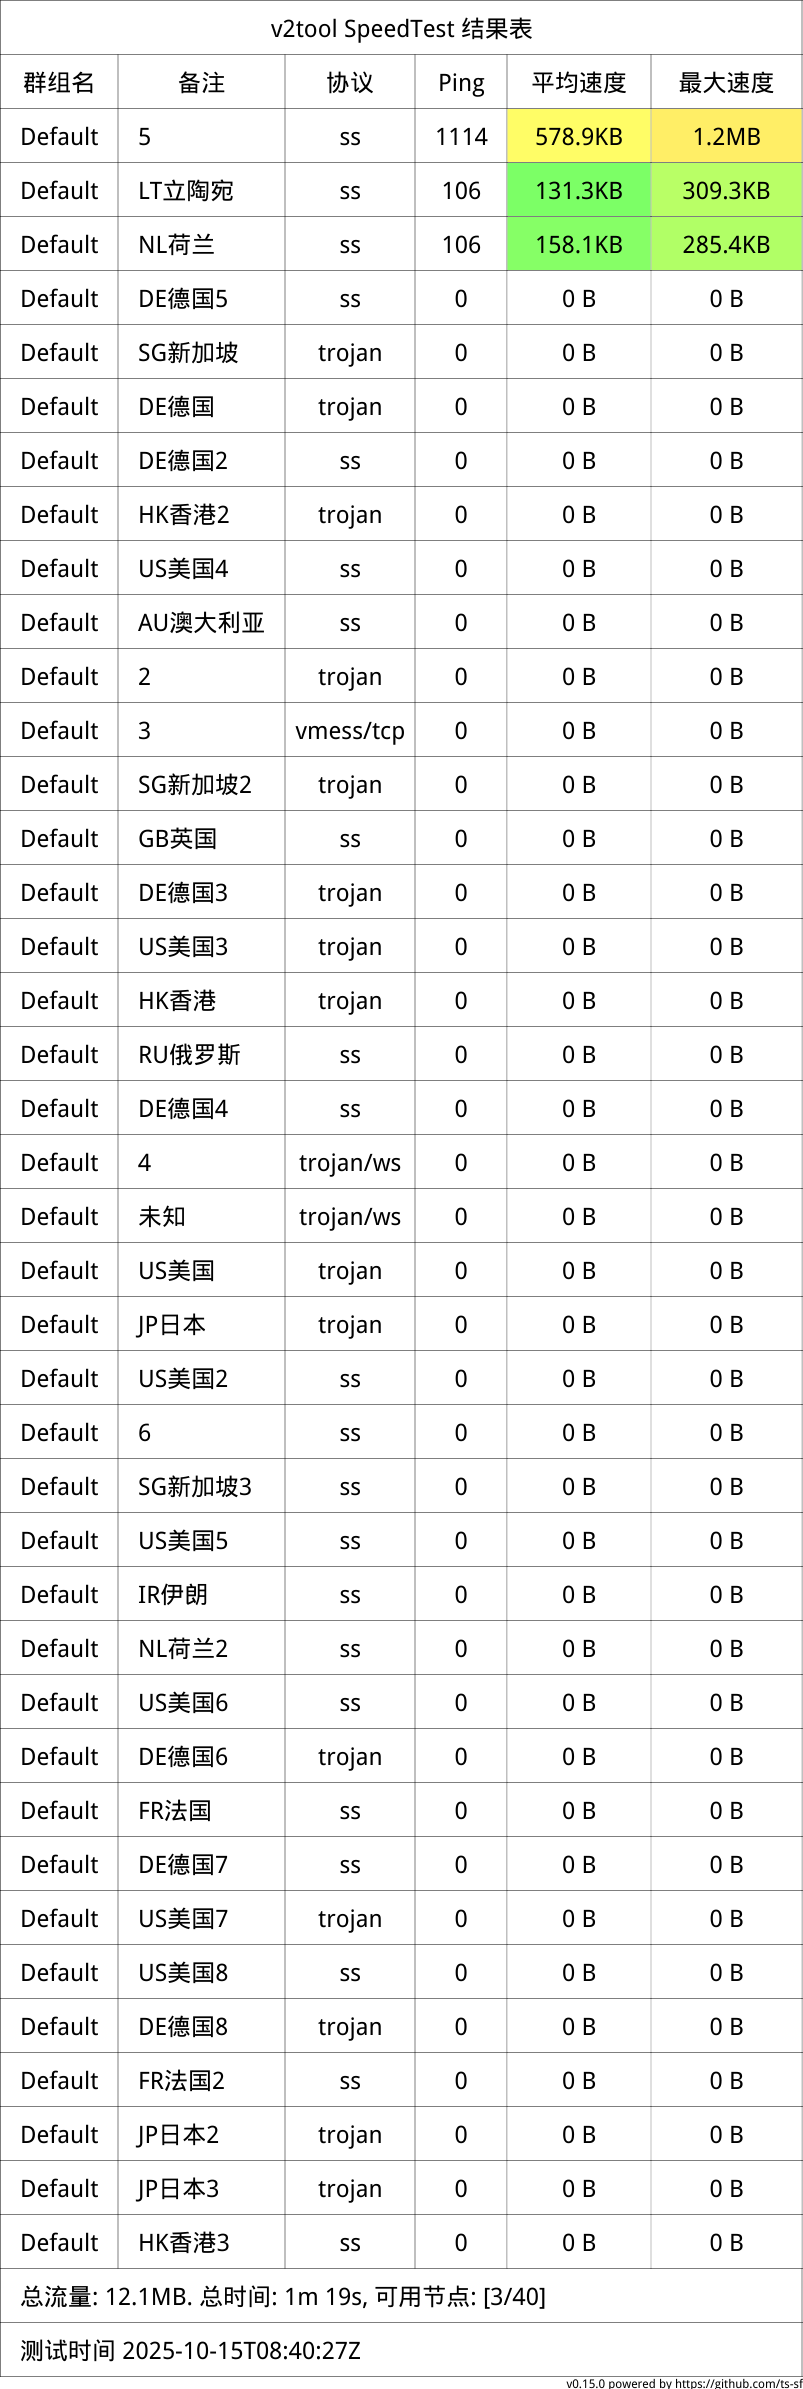 v2tool SpeedTest 结果表
群组名 备注 协议 Ping 平均速度 最大速度
Default 5 ss 1114 578.9KB 1.2MB
Default LT立陶宛 ss 106 131.3KB 309.3KB
Default NL荷兰 ss 106 158.1KB 285.4KB
Default DE德国5 ss 0 0 B 0 B
Default SG新加坡 trojan 0 0 B 0 B
Default DE德国 trojan 0 0 B 0 B
Default DE德国2 ss 0 0 B 0 B
Default HK香港2 trojan 0 0 B 0 B
Default US美国4 ss 0 0 B 0 B
Default AU澳大利亚 ss 0 0 B 0 B
Default 2 trojan 0 0 B 0 B
Default 3 vmess/tcp 0 0 B 0 B
Default SG新加坡2 trojan 0 0 B 0 B
Default GB英国 ss 0 0 B 0 B
Default DE德国3 trojan 0 0 B 0 B
Default US美国3 trojan 0 0 B 0 B
Default HK香港 trojan 0 0 B 0 B
Default RU俄罗斯 ss 0 0 B 0 B
Default DE德国4 ss 0 0 B 0 B
Default 4 trojan/ws 0 0 B 0 B
Default 未知 trojan/ws 0 0 B 0 B
Default US美国 trojan 0 0 B 0 B
Default JP日本 trojan 0 0 B 0 B
Default US美国2 ss 0 0 B 0 B
Default 6 ss 0 0 B 0 B
Default SG新加坡3 ss 0 0 B 0 B
Default US美国5 ss 0 0 B 0 B
Default IR伊朗 ss 0 0 B 0 B
Default NL荷兰2 ss 0 0 B 0 B
Default US美国6 ss 0 0 B 0 B
Default DE德国6 trojan 0 0 B 0 B
Default FR法国 ss 0 0 B 0 B
Default DE德国7 ss 0 0 B 0 B
Default US美国7 trojan 0 0 B 0 B
Default US美国8 ss 0 0 B 0 B
Default DE德国8 trojan 0 0 B 0 B
Default FR法国2 ss 0 0 B 0 B
Default JP日本2 trojan 0 0 B 0 B
Default JP日本3 trojan 0 0 B 0 B
Default HK香港3 ss 0 0 B 0 B
总流量: 12.1MB. 总时间: 1m 19s, 可用节点: [3/40]
测试时间 2025-10-15T08:40:27Z
v0.15.0 powered by https://github.com/ts-sf